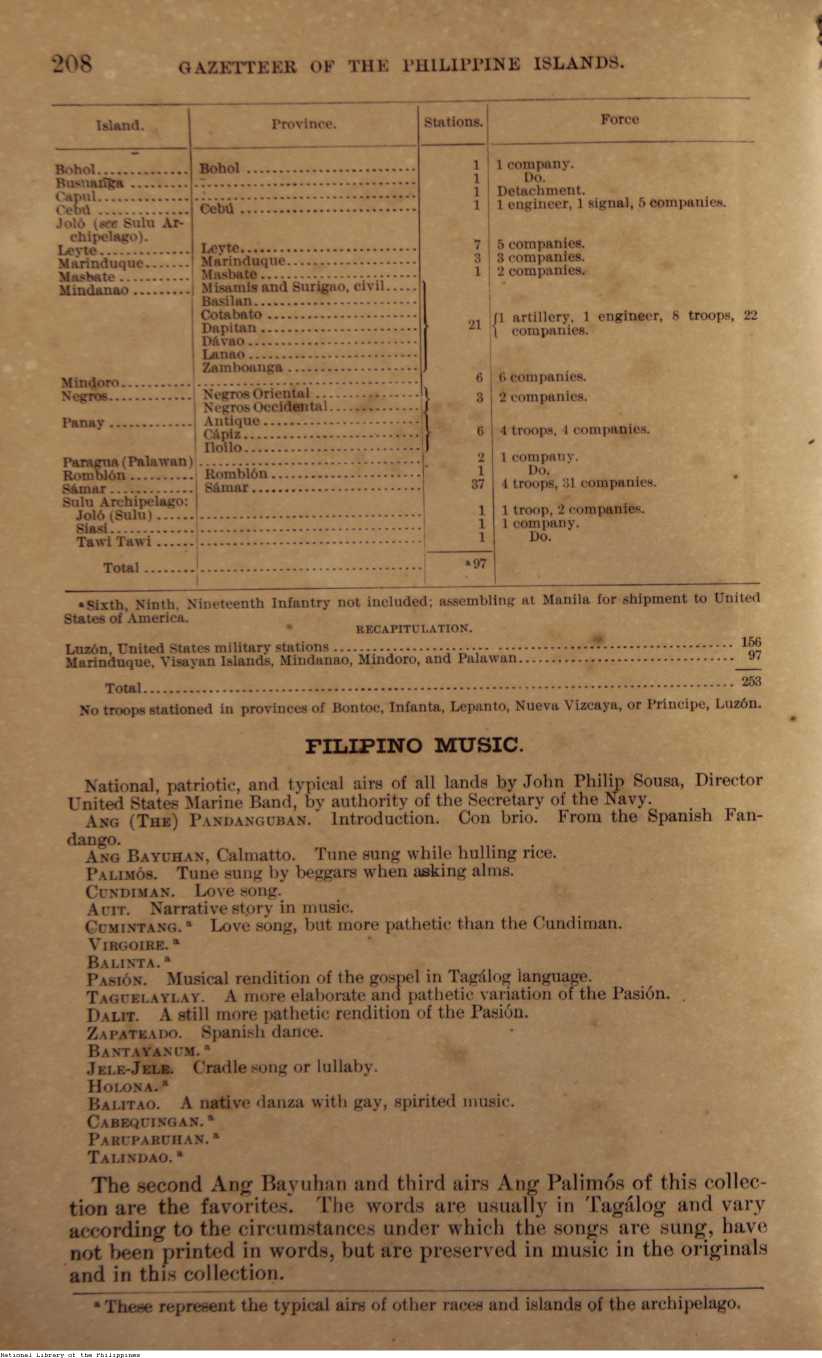 208 GAZETTEER OF THE PHILIPPINE ISLANDS.
Island. Province. Stations. Force
Bohol Bohol 1 1 company.
Busuanga 1 Do.
Capul 1 Detachment.
Cebú Cebú 1 1 engineer, 1 signal, 5 companies.
Joló (see Sulu Ar-
chipelago).
Leyte Leyte 7 5 companies.
Marinduque Marinduque 3 3 companies.
Masbate Masbate 1 2 companies.
Mindanao Misamis and Surigao, civil
Basilan
Cotabato
Dapitan 21 1 artillery, 1 engineer, 8 troops, 22
Dávao companies.
Lanao
Zamboanga
Mindoro 6 6 companies.
Negros Negros Oriental 3 2 companies.
Negros Occidental
Panay Antique
Cápiz 6 4 troops, 4 companies.
Iloílo
Paragua (Palawan) 2 1 company.
Romblón Romblón 1 Do.
Sámar Sámar 37 4 troops, 31 companies.
Sulu Archipelago:
Joló (Sulu) 1 1 troop, 2 companies.
Siasi 1 1 company.
Tawi Tawi 1 Do.
Total a 97
a Sixth, Ninth, Nineteenth Infantry not included; assembling at Manila for shipment to United
States of America.
RECAPITULATION.
Luzón, United States military stations 156
Marinduque, Visayan Islands, Mindanao, Mindoro, and Palawan 97
Total 253
No troops stationed in provinces of Bontoc, Infanta, Lepanto, Nueva Vizcaya, or Príncipe, Luzón.
FILIPINO MUSIC.
National, patriotic, and typical airs of all lands by John Philip Sousa, Director
United States Marine Band, by authority of the Secretary of the Navy.
ANG (THE) PANDANGUBAN. Introduction. Con brio. From the Spanish Fan-
dango.
ANG BAYUHAN, Calmatto. Tune sung while hulling rice.
PALIMÓS. Tune sung by beggars when asking alms.
CUNDIMAN. Love song.
AUIT. Narrative story in music.
CUMINTANG. a Love song, but more pathetic than the Cundiman.
VIRGOIRE. a
BALINTA. a
PASIÓN. Musical rendition of the gospel in Tagálog language.
TAGUELAYLAY. A more elaborate and pathetic variation of the Pasión.
DALIT. A still more pathetic rendition of the Pasión.
ZAPATEADO. Spanish dance.
BANTAYANUM. a
JELE-JELE. Cradle song or lullaby.
HOLONA. a
BALITAO. A native danza with gay, spirited music.
CABEQUINGAN. a
PARUPARUHAN. a
TALINDAO. a
The second Ang Bayuhan and third airs Ang Palimós of this collec-
tion are the favorites. The words are usually in Tagálog and vary
according to the circumstances under which the songs are sung, have
not been printed in words, but are preserved in music in the originals
and in this collection.
a These represent the typical airs of other races and islands of the archipelago.
National Library of the Philippines